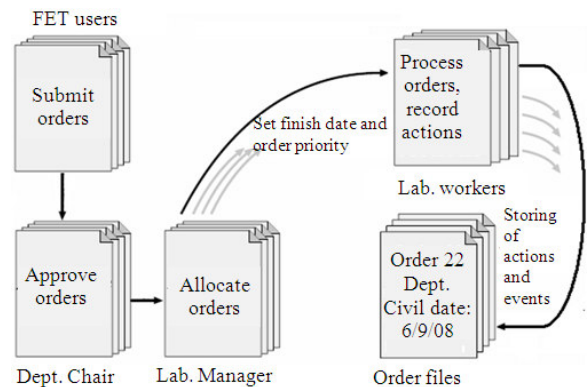 FET users
Submit
orders
Approve
orders
Dept. Chair
Allocate
orders
Lab. Manager
Set finish date and
order priority
Process
orders,
record
actions
Lab. workers
Storing
of
actions
and
events
Order 22
Dept.
Civil date:
6/9/08
Order files